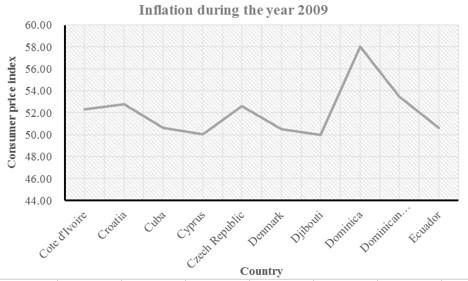 Inflation during the year 2009
Consumer price index
60.00
58.00
56.00
54.00
52.00
50.00
48.00
46.00
44.00
Cote d'Ivoire
Croatia
Cuba
Cyprus
Czech Republic
Denmark
Djibouti
Dominica
Dominican…
Ecuador
Country